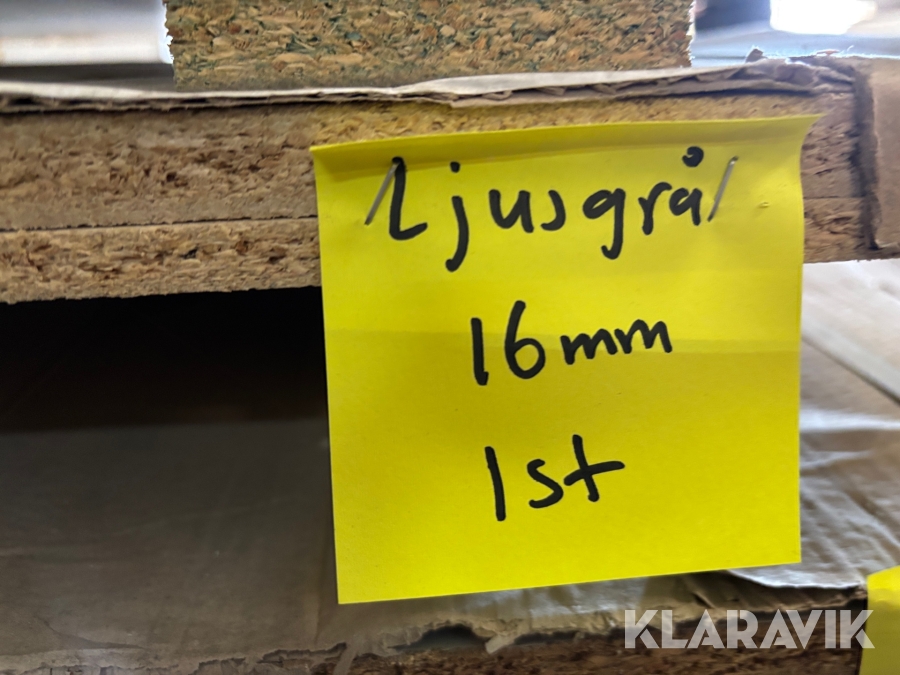 Ljusgrå
16mm
1st
KLARAVIK